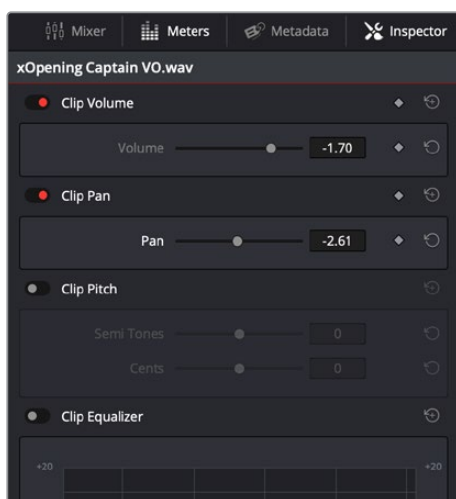 Mixer Meters Metadata Inspector
xOpening Captain VO.wav
Clip Volume
Volume -1.70
Clip Pan
Pan -2.61
Clip Pitch
Semi Tones 0
Cents 0
Clip Equalizer
+20 +20